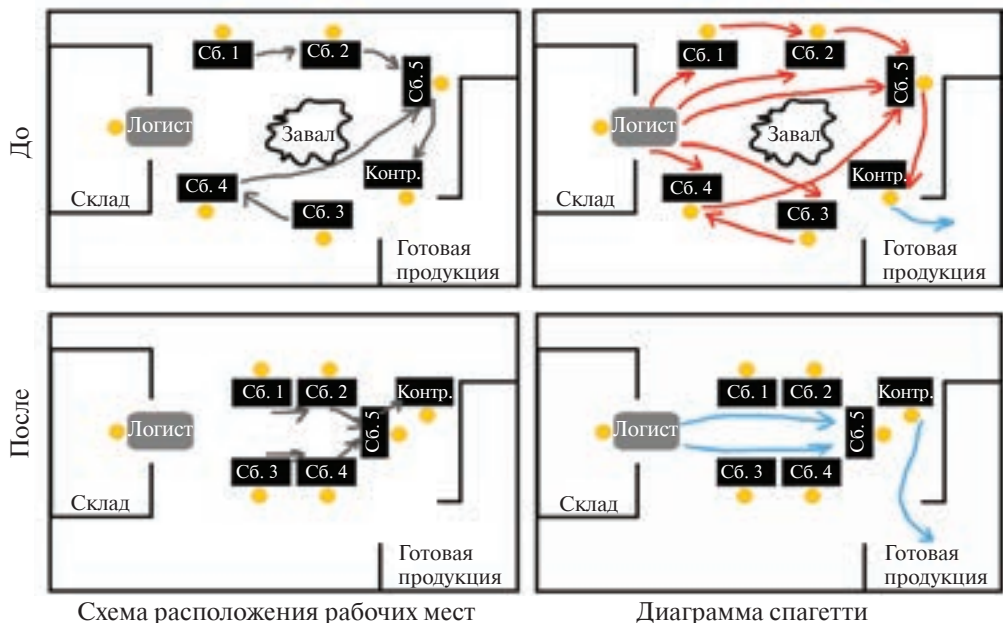 До
Сб. 1
Сб. 2
Сб. 5
Логист
Завал
Сб. 4
Контр.
Склад
Сб. 3
Готовая
продукция
Сб. 1
Сб. 2
Сб. 5
Логист
Завал
Сб. 4
Контр.
Склад
Сб. 3
Готовая
продукция
После
Сб. 1
Сб. 2
Контр.
Логист
Сб. 5
Сб. 3
Сб. 4
Склад
Готовая
продукция
Сб. 1
Сб. 2
Контр.
Логист
Сб. 5
Сб. 3
Сб. 4
Склад
Готовая
продукция
Схема расположения рабочих мест
Диаграмма спагетти